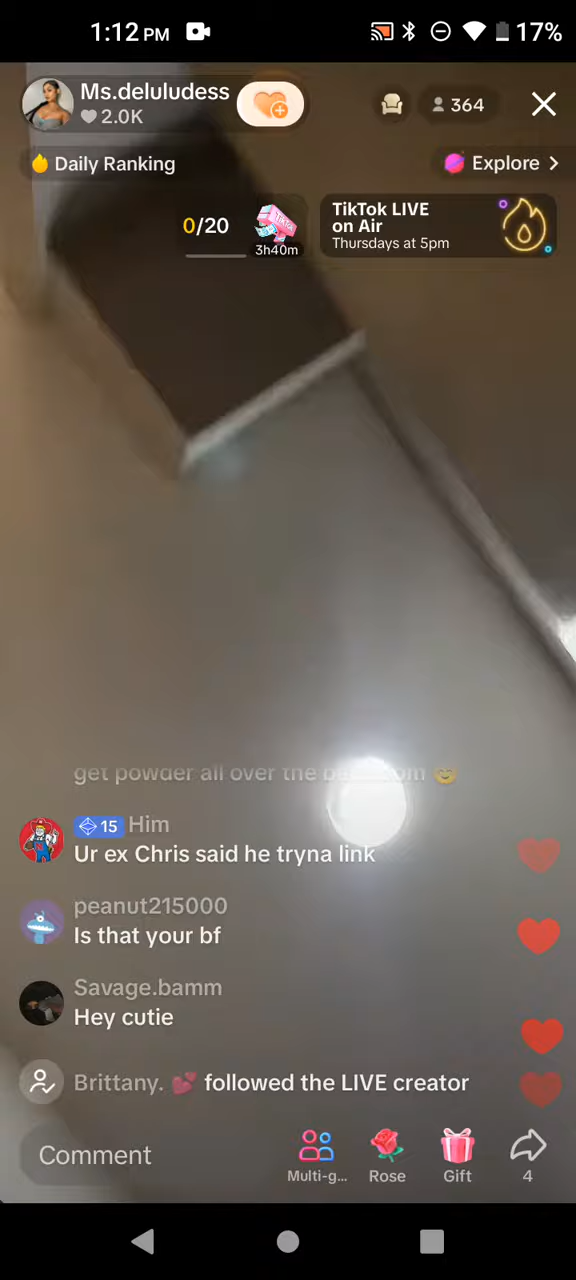 1:12 PM 17%
Ms.deluludess
2.0K
364
Daily Ranking
Explore >
0/20
TikTok
3h40m
TikTok LIVE
on Air
Thursdays at 5pm
get powder all over the
15 Him
Ur ex Chris said he tryna link
peanut215000
Is that your bf
Savage.bamm
Hey cutie
Brittany. 💕 followed the LIVE creator
Comment
Multi-g...
Rose
Gift
4